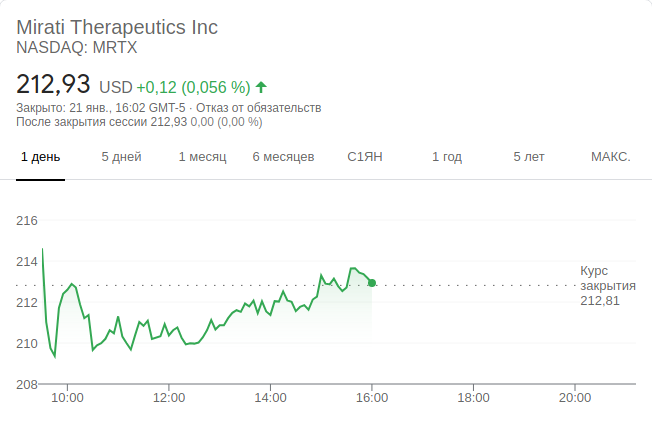 Mirati Therapeutics Inc
NASDAQ: MRTX
212,93 USD +0,12 (0,056 %)
Закрыто: 21 янв., 16:02 GMT-5 · Отказ от обязательств
После закрытия сессии 212,93 0,00 (0,00 %)
1 день 5 дней 1 месяц 6 месяцев С1ЯН 1 год 5 лет МАКС.
216
214
Курс
закрытия
212,81
212
210
208
10:00 12:00 14:00 16:00 18:00 20:00